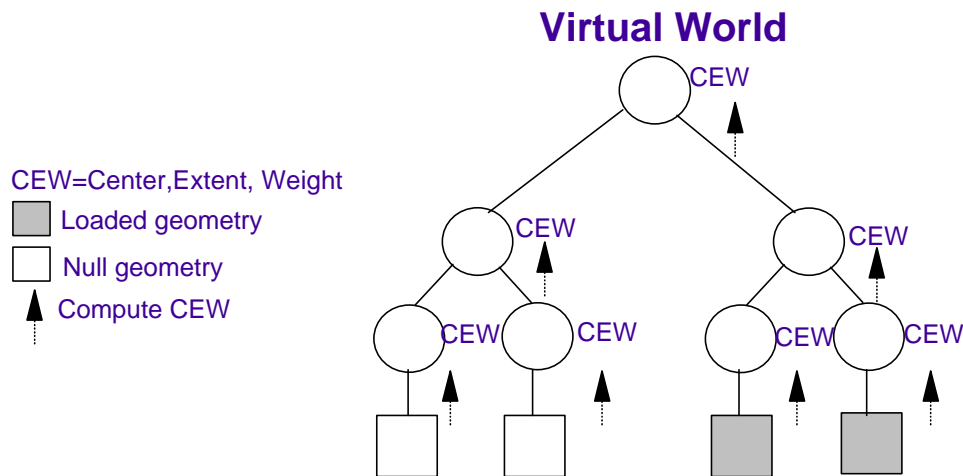 Virtual World
CEW
CEW=Center,Extent, Weight
Loaded geometry
Null geometry
Compute CEW
CEW
CEW
CEW
CEW
CEW
CEW